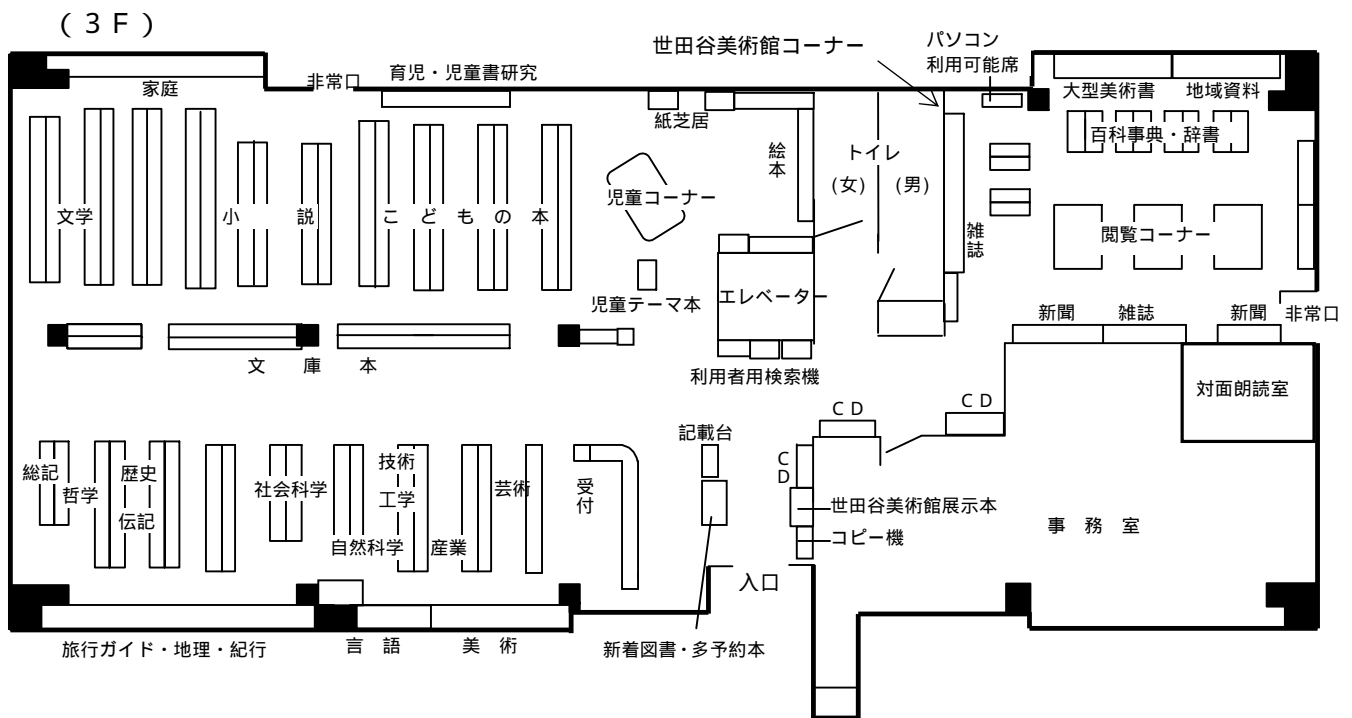 (３Ｆ)
世田谷美術館コーナー
パソコン
利用可能席
家庭
非常口
育児・児童書研究
紙芝居
絵本
トイレ
(女) (男)
雑誌
大型美術書
地域資料
百科事典・辞書
文学
小説
こどもの本
児童コーナー
閲覧コーナー
児童テーマ本
エレベーター
新聞
雑誌
新聞
非常口
文庫本
利用者用検索機
対面朗読室
ＣＤ
ＣＤ
記載台
ＣＤ
総記
哲学
歴史
伝記
社会科学
技術
工学
自然科学
産業
芸術
受付
世田谷美術館展示本
コピー機
事務室
入口
旅行ガイド・地理・紀行
言語
美術
新着図書・多予約本